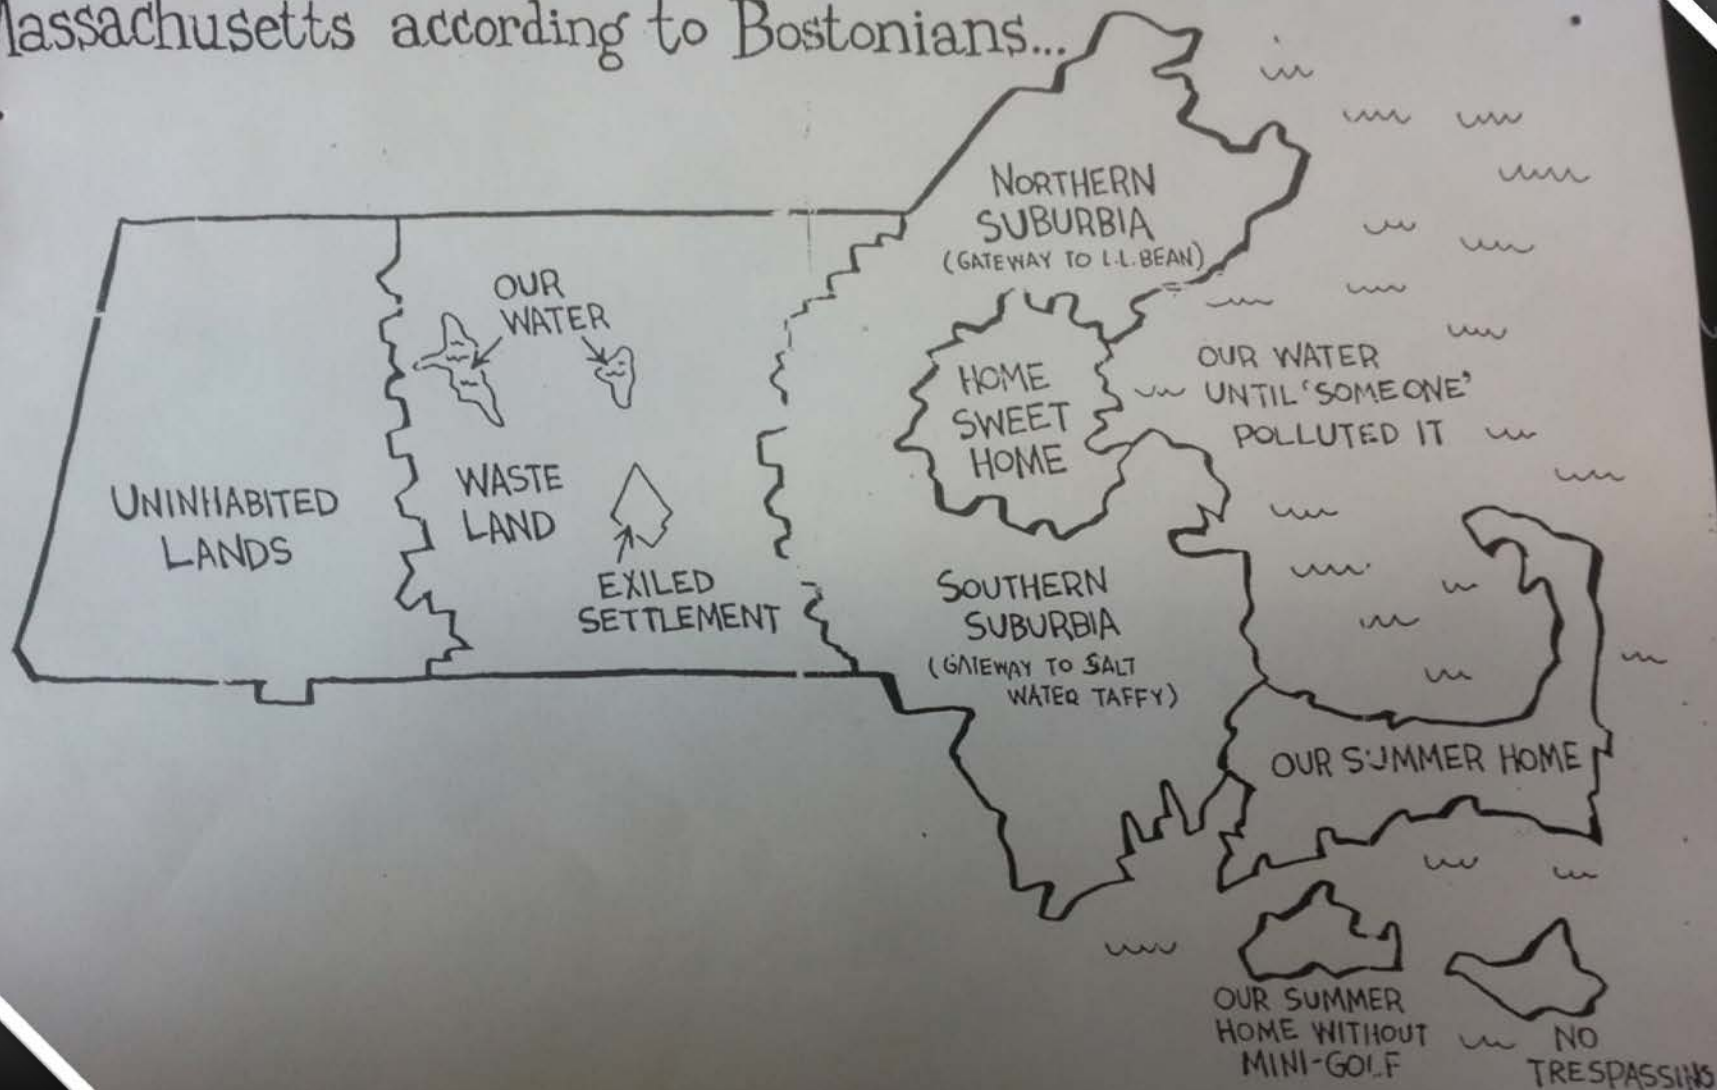 Massachusetts according to Bostonians...
NORTHERN
SUBURBIA
(GATEWAY TO L.L.BEAN)
OUR
WATER
HOME
SWEET
HOME
OUR WATER
UNTIL 'SOMEONE'
POLLUTED IT
UNINHABITED
LANDS
WASTE
LAND
EXILED
SETTLEMENT
SOUTHERN
SUBURBIA
(GATEWAY TO SALT
WATER TAFFY)
OUR SUMMER HOME
OUR SUMMER
HOME WITHOUT
MINI-GOLF
NO
TRESPASSING